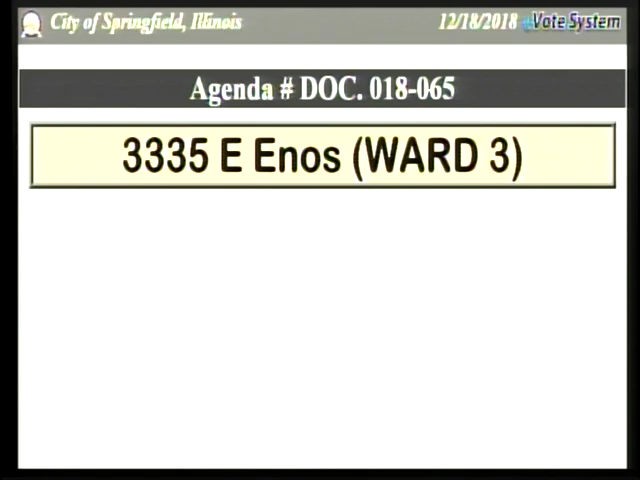 City of Springfield, Illinois
12/18/2018 Vote System
Agenda # DOC. 018-065
3335 E Enos (WARD 3)